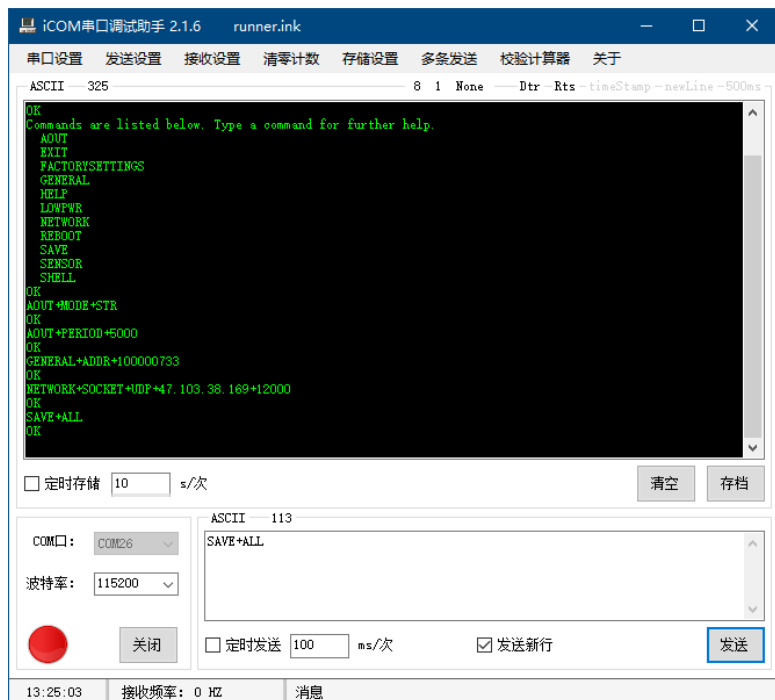 iCOM串口调试助手 2.1.6 runner.ink
串口设置 发送设置 接收设置 清零计数 存储设置 多条发送 校验计算器 关于
ASCII 325 8 1 None Dtr Rts timeStamp newLine 500ms
OK
Commands are listed below. Type a command for further help.
AOUT
EXIT
FACTORYSETTINGS
GENERAL
HELP
LOWPWR
NETWORK
REBOOT
SAVE
SENSOR
SHELL
OK
AOUT+MODE+STR
OK
AOUT+PERIOD+5000
OK
GENERAL+ADDR+100000733
OK
NETWORK+SOCKET+UDP+47.103.38.169+12000
OK
SAVE+ALL
OK
定时存储 10 s/次 清空 存档
ASCII 113
COM口: COM26
SAVE+ALL
波特率: 115200
关闭 定时发送 100 ms/次 发送新行 发送
13:25:03 接收频率: 0 HZ 消息